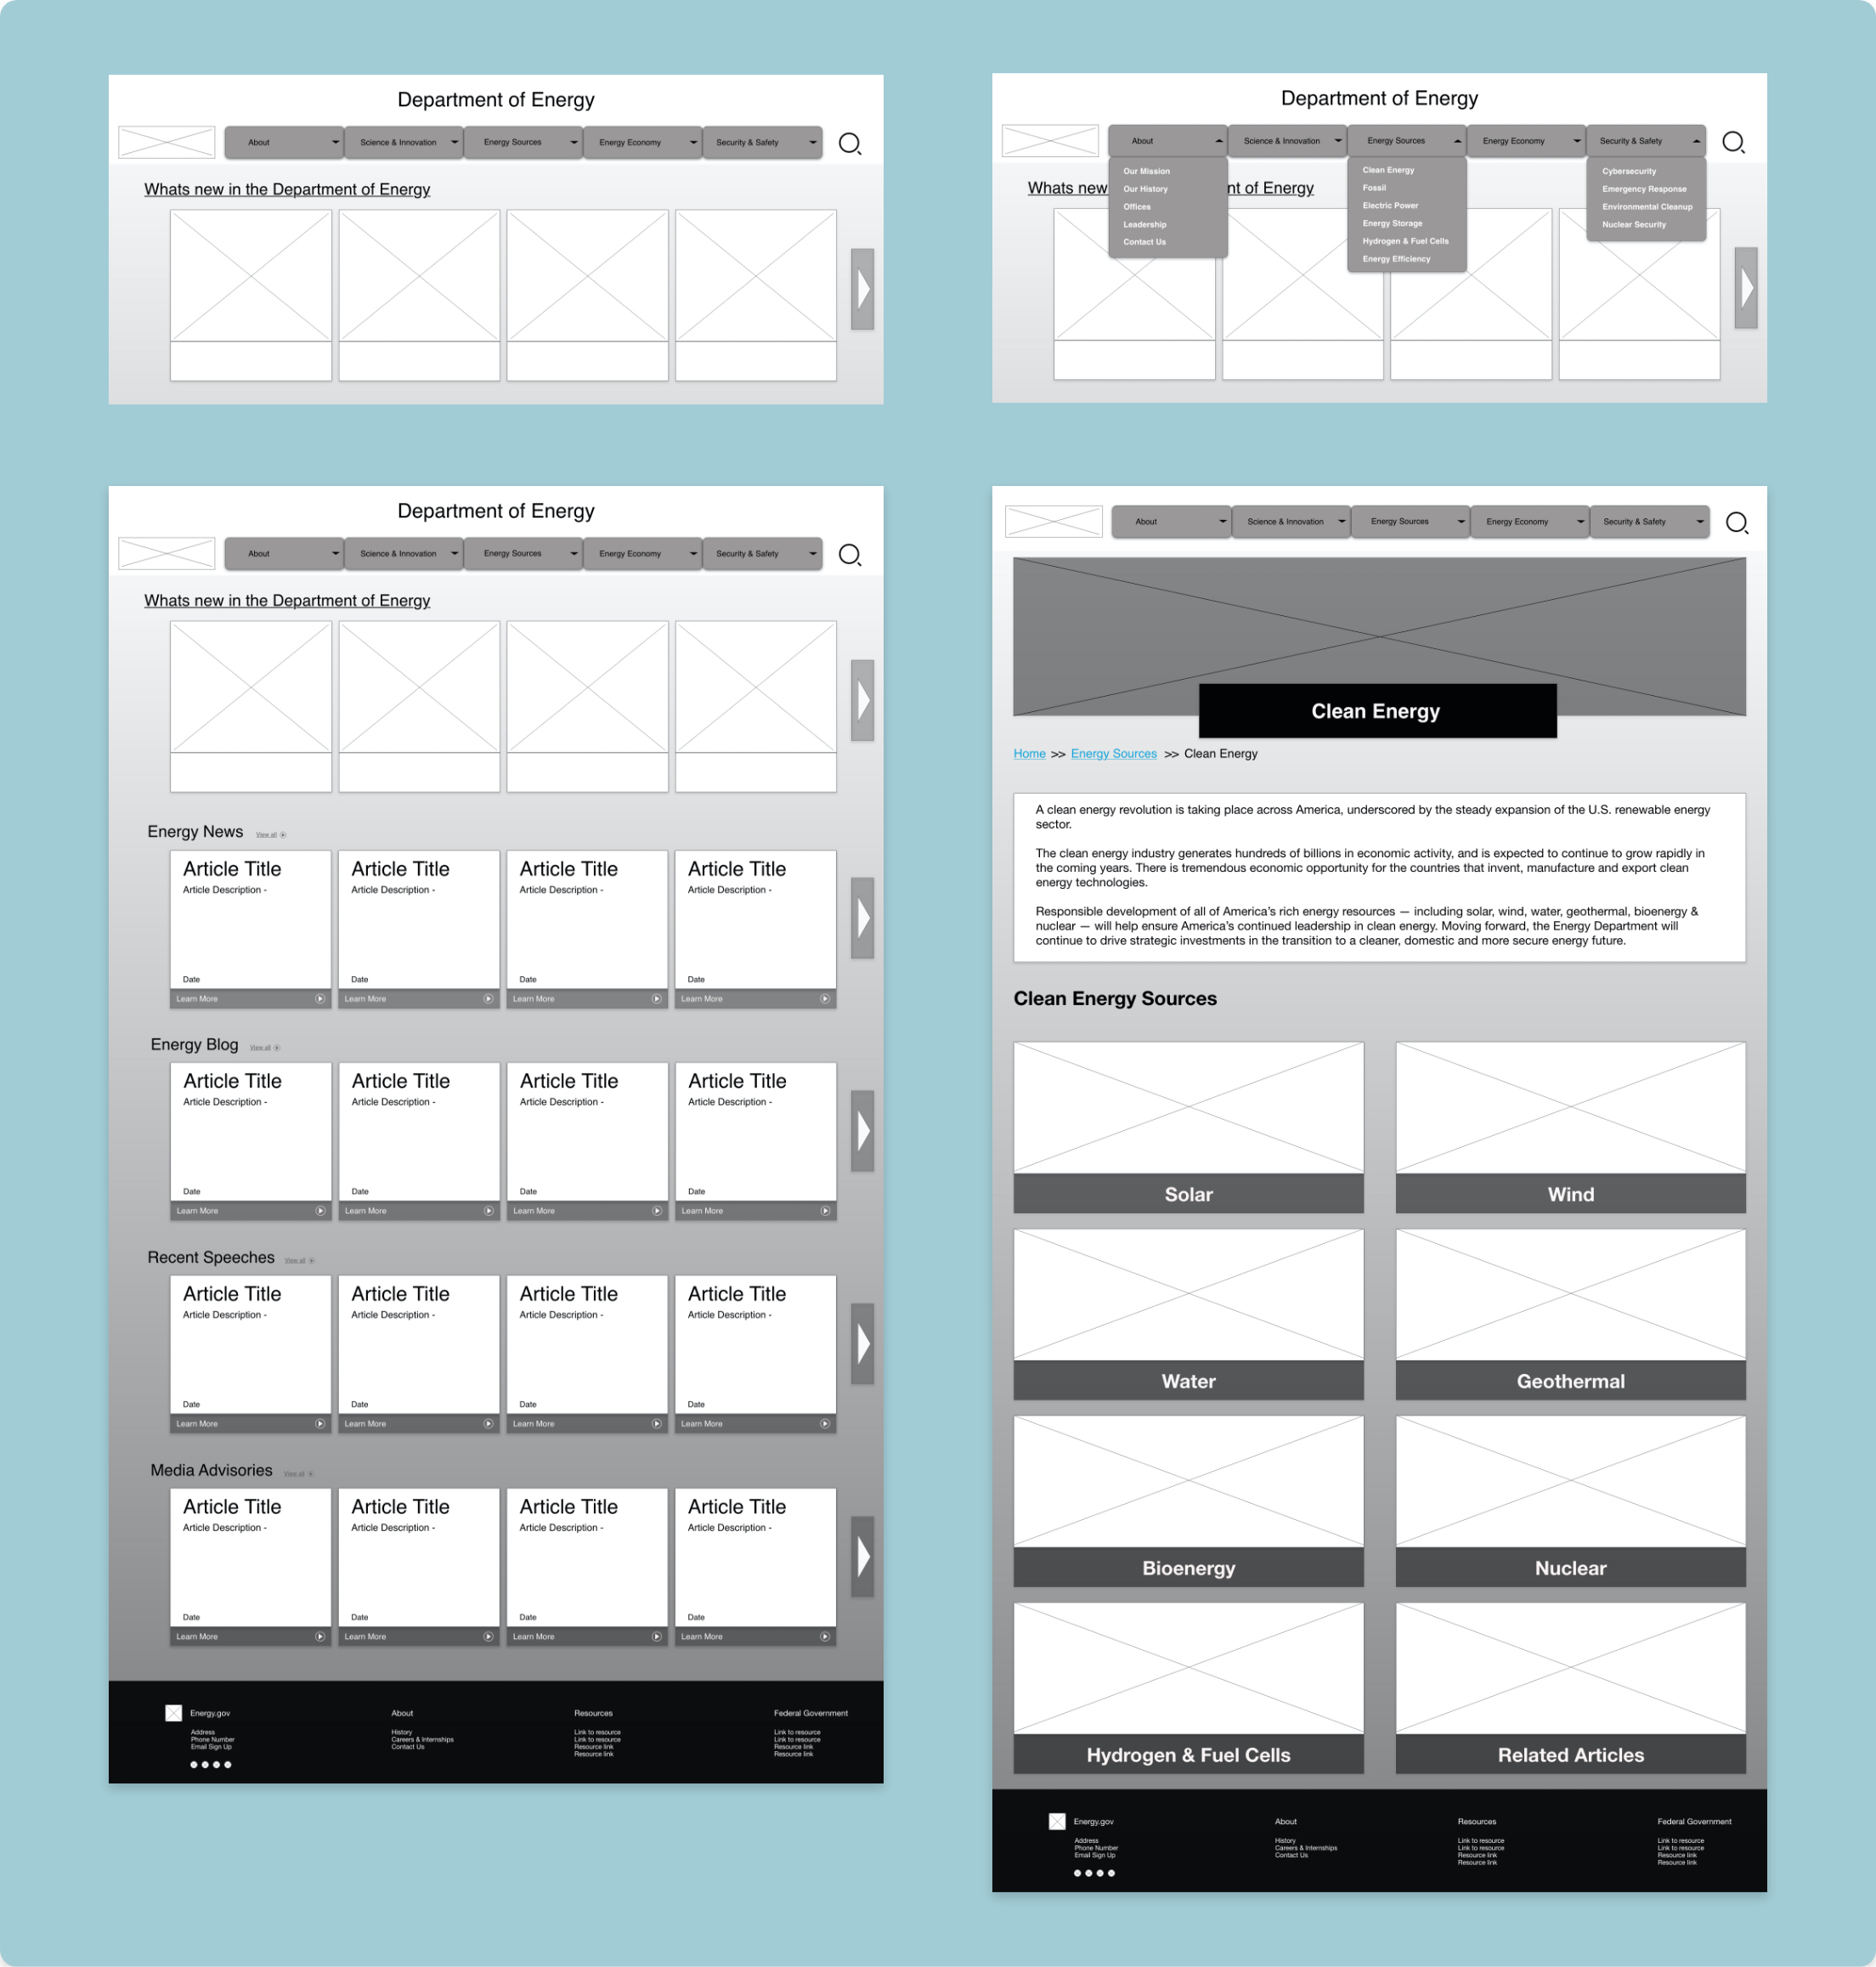 Department of Energy
About Science & Innovation Energy Sources Energy Economy Security & Safety
Whats new in the Department of Energy
Department of Energy
About Science & Innovation Energy Sources Energy Economy Security & Safety
Whats new nt of Energy
Our Mission
Our History
Offices
Leadership
Contact Us
Clean Energy
Fossil
Electric Power
Energy Storage
Hydrogen & Fuel Cells
Energy Efficiency
Cybersecurity
Emergency Response
Environmental Cleanup
Nuclear Security
Department of Energy
About Science & Innovation Energy Sources Energy Economy Security & Safety
Whats new in the Department of Energy
Energy News View all
Article Title Article Title Article Title Article Title
Article Description - Article Description - Article Description - Article Description -
Date Date Date Date
Learn More Learn More Learn More Learn More
Energy Blog View all
Article Title Article Title Article Title Article Title
Article Description - Article Description - Article Description - Article Description -
Date Date Date Date
Learn More Learn More Learn More Learn More
Recent Speeches View all
Article Title Article Title Article Title Article Title
Article Description - Article Description - Article Description - Article Description -
Date Date Date Date
Learn More Learn More Learn More Learn More
Media Advisories View all
Article Title Article Title Article Title Article Title
Article Description - Article Description - Article Description - Article Description -
Date Date Date Date
Learn More Learn More Learn More Learn More
Energy.gov
Address
Phone Number
Email Sign Up
About
History
Careers & Internships
Contact Us
Resources
Link to resource
Link to resource
Resource link
Resource link
Federal Government
Link to resource
Link to resource
Resource link
Resource link
About Science & Innovation Energy Sources Energy Economy Security & Safety
Clean Energy
Home >> Energy Sources >> Clean Energy
A clean energy revolution is taking place across America, underscored by the steady expansion of the U.S. renewable energy
sector.
The clean energy industry generates hundreds of billions in economic activity, and is expected to continue to grow rapidly in
the coming years. There is tremendous economic opportunity for the countries that invent, manufacture and export clean
energy technologies.
Responsible development of all of America's rich energy resources — including solar, wind, water, geothermal, bioenergy &
nuclear — will help ensure America's continued leadership in clean energy. Moving forward, the Energy Department will
continue to drive strategic investments in the transition to a cleaner, domestic and more secure energy future.
Clean Energy Sources
Solar Wind
Water Geothermal
Bioenergy Nuclear
Hydrogen & Fuel Cells Related Articles
Energy.gov
Address
Phone Number
Email Sign Up
About
History
Careers & Internships
Contact Us
Resources
Link to resource
Link to resource
Resource link
Resource link
Federal Government
Link to resource
Link to resource
Resource link
Resource link